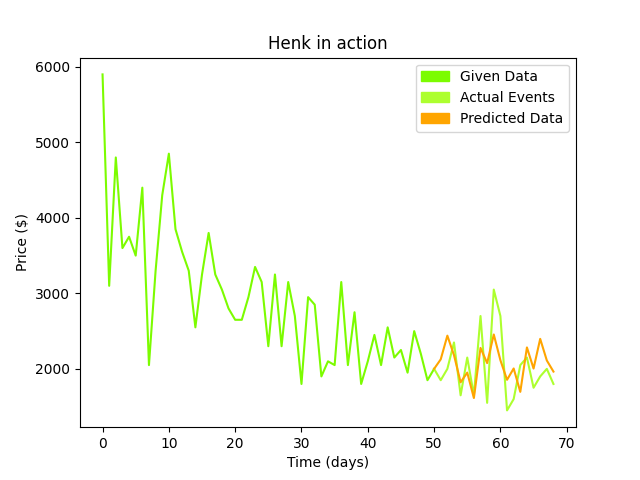 Henk in action
Given Data
Actual Events
Predicted Data
Price ($)
6000
5000
4000
3000
2000
0 10 20 30 40 50 60 70
Time (days)